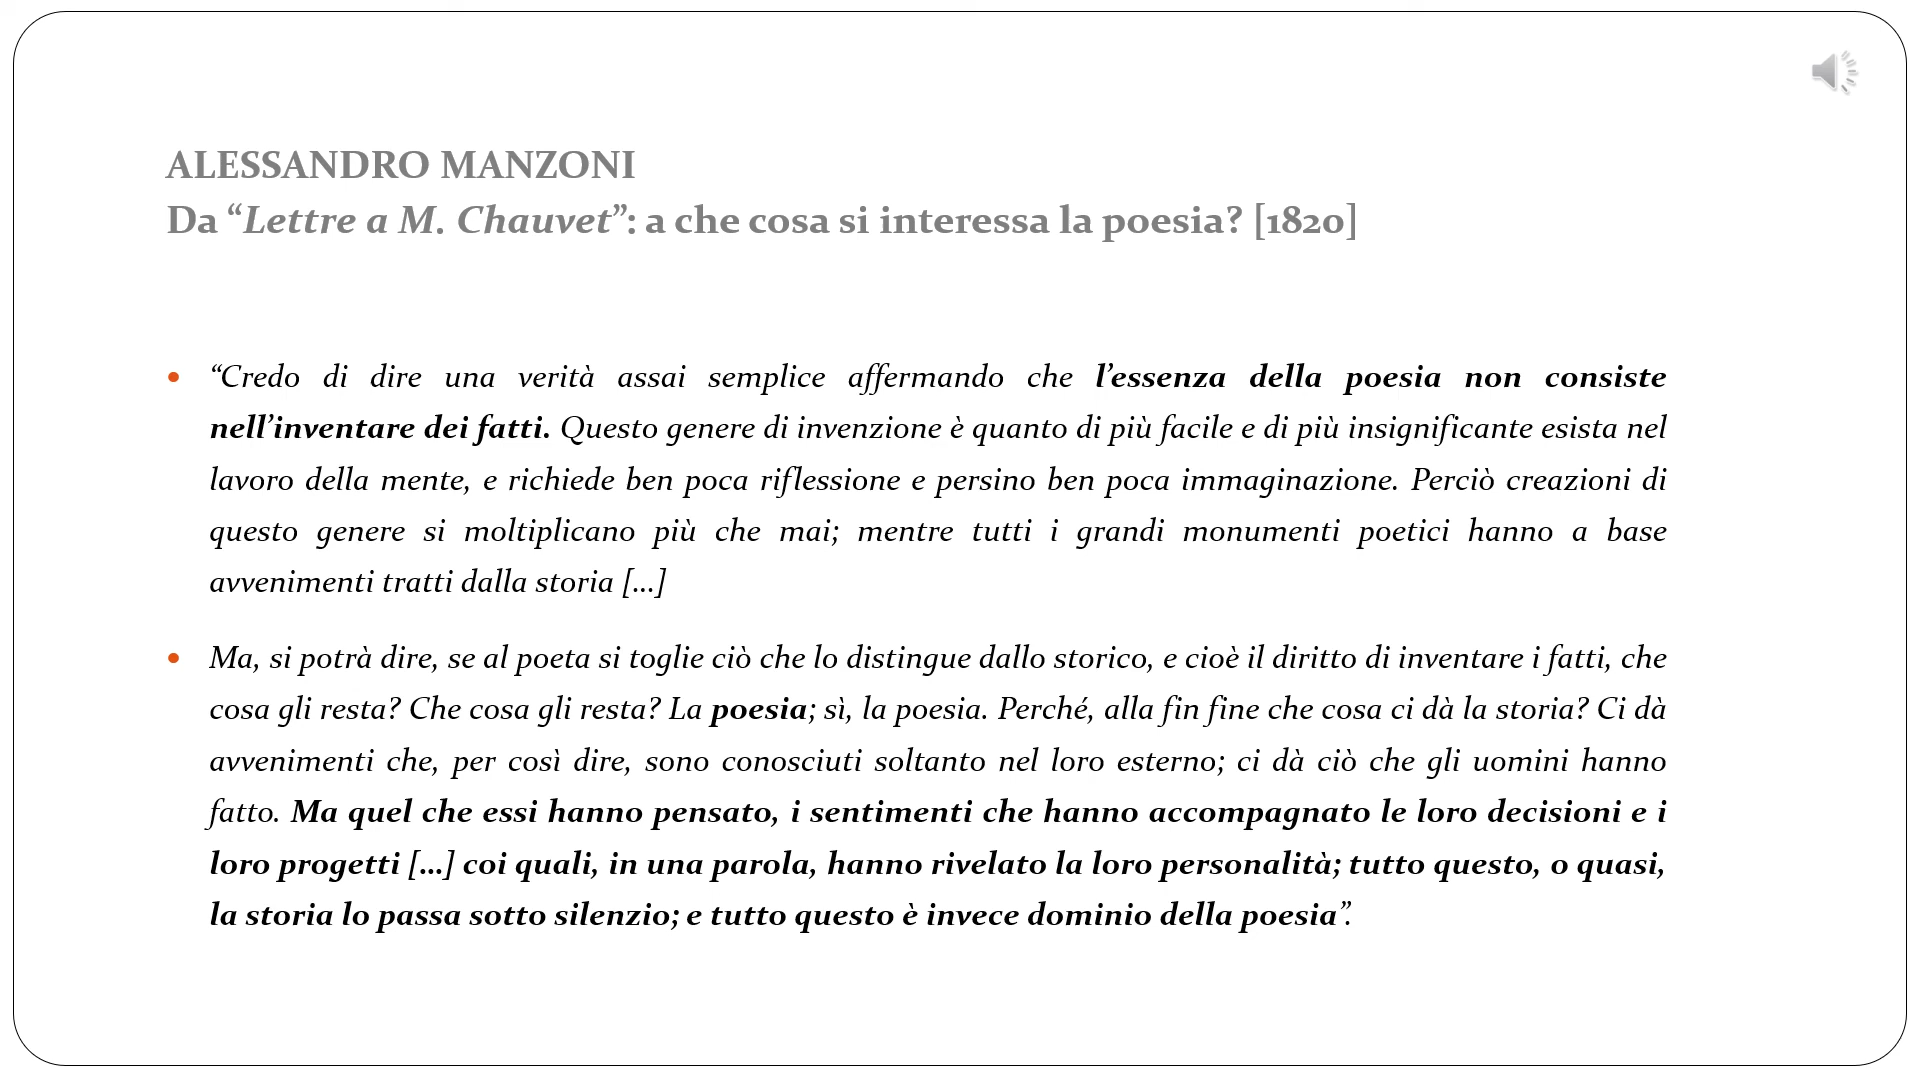 ALESSANDRO MANZONI
Da “Lettre a M. Chauvet”: a che cosa si interessa la poesia? [1820]
• “Credo di dire una verità assai semplice affermando che l’essenza della poesia non consiste
nell’inventare dei fatti. Questo genere di invenzione è quanto di più facile e di più insignificante esista nel
lavoro della mente, e richiede ben poca riflessione e persino ben poca immaginazione. Perciò creazioni di
questo genere si moltiplicano più che mai; mentre tutti i grandi monumenti poetici hanno a base
avvenimenti tratti dalla storia [...]
• Ma, si potrà dire, se al poeta si toglie ciò che lo distingue dallo storico, e cioè il diritto di inventare i fatti, che
cosa gli resta? Che cosa gli resta? La poesia; sì, la poesia. Perché, alla fin fine che cosa ci dà la storia? Ci dà
avvenimenti che, per così dire, sono conosciuti soltanto nel loro esterno; ci dà ciò che gli uomini hanno
fatto. Ma quel che essi hanno pensato, i sentimenti che hanno accompagnato le loro decisioni e i
loro progetti [...] coi quali, in una parola, hanno rivelato la loro personalità; tutto questo, o quasi,
la storia lo passa sotto silenzio; e tutto questo è invece dominio della poesia”.